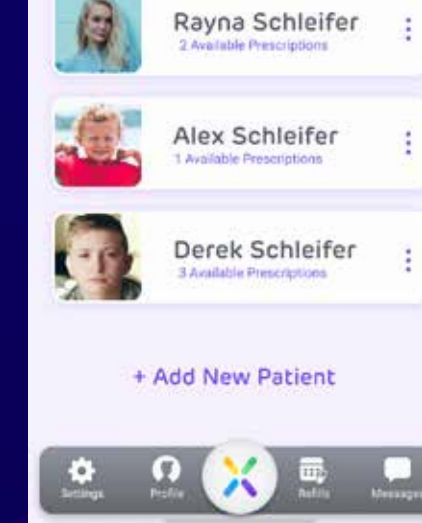 Rayna Schleifer
2 Available Prescriptions
Alex Schleifer
1 Available Prescriptions
Derek Schleifer
3 Available Prescriptions
+ Add New Patient
Settings
Profile
Refills
Messages